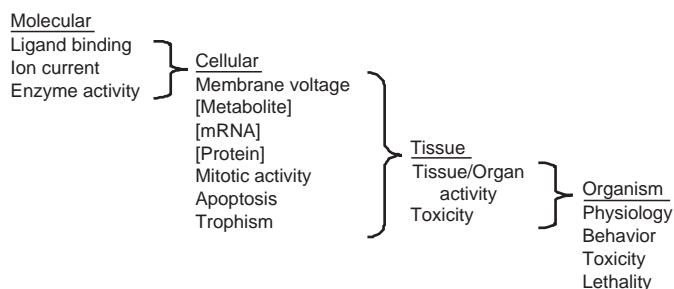 Molecular
Ligand binding
Ion current
Enzyme activity
Cellular
Membrane voltage
[Metabolite]
[mRNA]
[Protein]
Mitotic activity
Apoptosis
Trophism
Tissue
Tissue/Organ
activity
Toxicity
Organism
Physiology
Behavior
Toxicity
Lethality